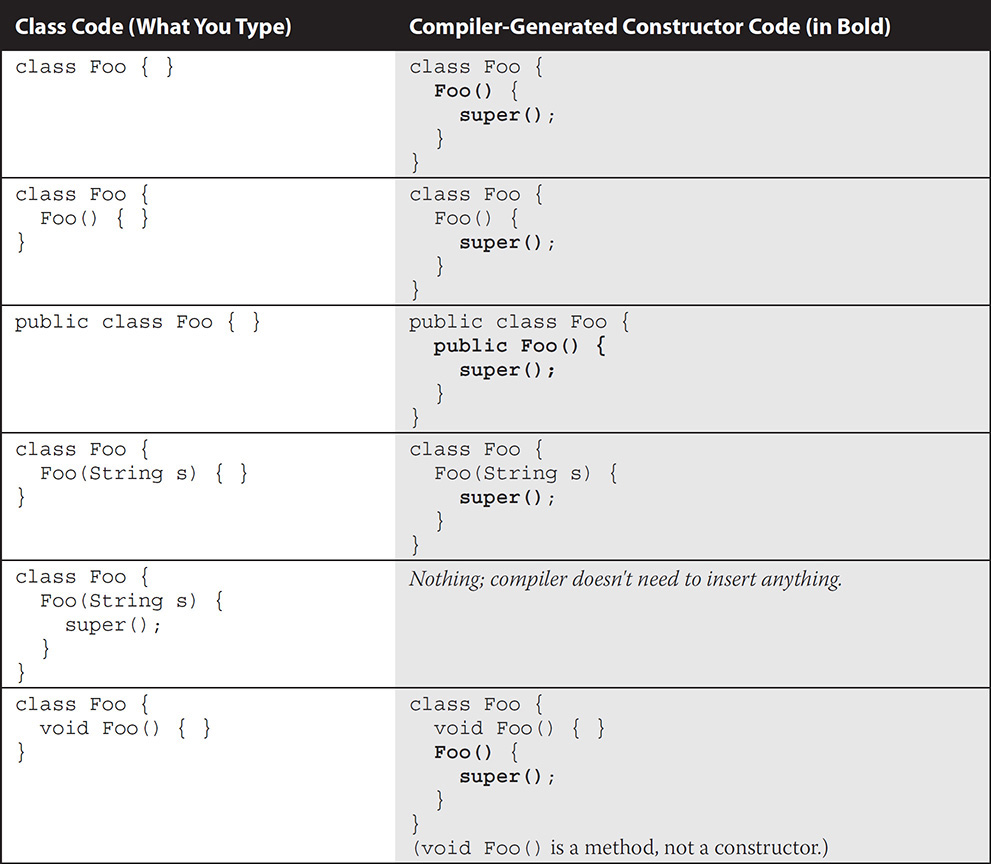 Class Code (What You Type)
Compiler-Generated Constructor Code (in Bold)
class Foo { }
class Foo {
Foo() {
super();
}
}
class Foo {
Foo() { }
}
class Foo {
Foo() {
super();
}
}
public class Foo { }
public class Foo {
public Foo() {
super();
}
}
class Foo {
Foo(String s) { }
}
class Foo {
Foo(String s) {
super();
}
}
class Foo {
Foo(String s) {
super();
}
}
Nothing; compiler doesn't need to insert anything.
class Foo {
void Foo() { }
}
class Foo {
void Foo() { }
Foo() {
super();
}
}
(void Foo() is a method, not a constructor.)